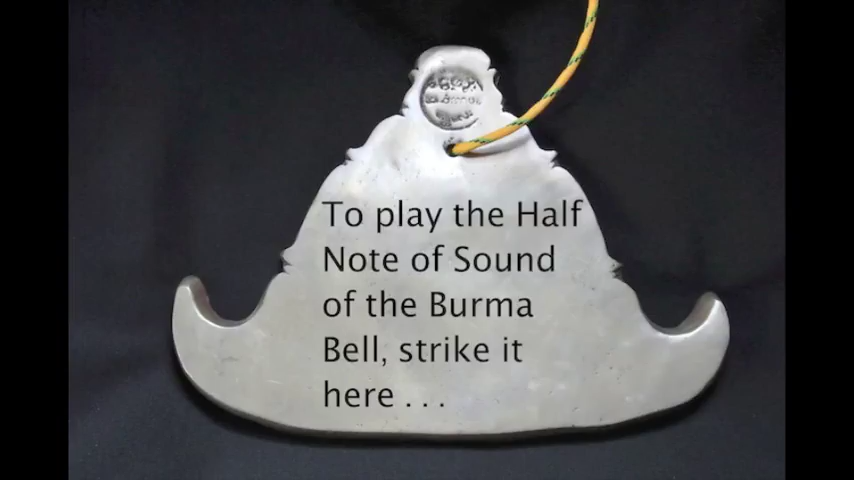 To play the Half
Note of Sound
of the Burma
Bell, strike it
here . . .